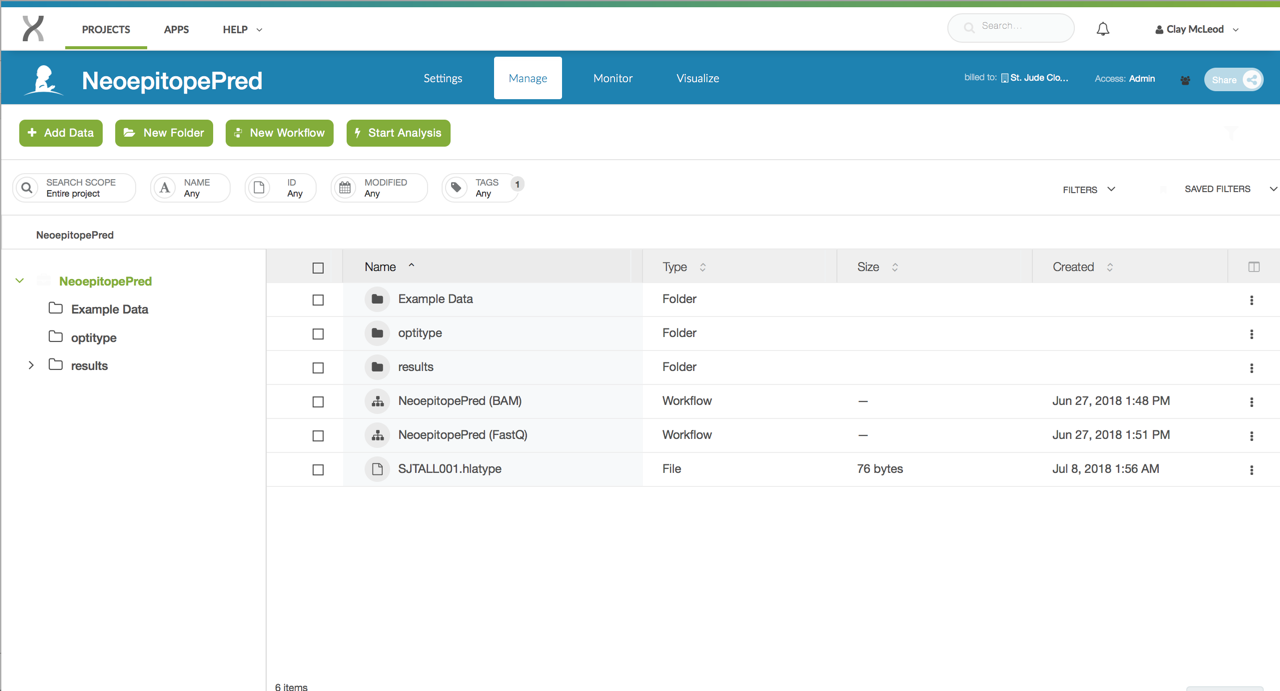 PROJECTS APPS HELP Search... Clay McLeod
NeoepitopePred Settings Manage Monitor Visualize billed to: St. Jude Clo... Access: Admin Share
+ Add Data New Folder New Workflow Start Analysis
SEARCH SCOPE NAME ID MODIFIED TAGS 1
Entire project A Any Any Any Any FILTERS SAVED FILTERS
NeoepitopePred
Name Type Size Created
NeoepitopePred
Example Data
optitype
results
Example Data Folder
optitype Folder
results Folder
NeoepitopePred (BAM) Workflow — Jun 27, 2018 1:48 PM
NeoepitopePred (FastQ) Workflow — Jun 27, 2018 1:51 PM
SJTALL001.hlatype File 76 bytes Jul 8, 2018 1:56 AM
6 items